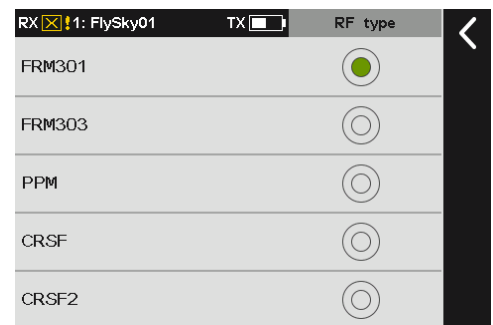 RX ! 1: FlySky01 TX RF type
FRM301
FRM303
PPM
CRSF
CRSF2